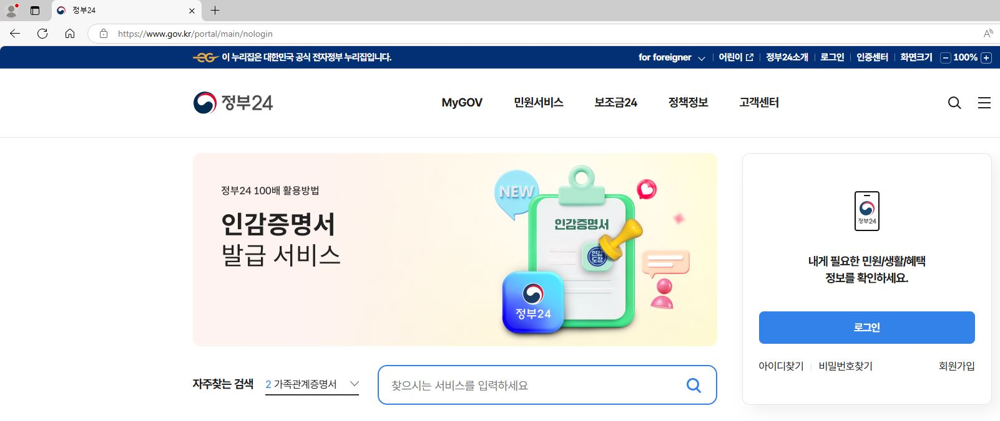 정부24
https://www.gov.kr/portal/main/nologin
이 누리집은 대한민국 공식 전자정부 누리집입니다.
for foreigner 어린이 정부24소개 로그인 인증센터 화면크기 100%
정부24 MyGOV 민원서비스 보조금24 정책정보 고객센터
정부24 100배 활용방법
인감증명서
발급 서비스
NEW
인감증명서
인감
도장
정부24
정부24
내게 필요한 민원/생활/혜택
정보를 확인하세요.
로그인
아이디찾기 비밀번호찾기 회원가입
자주찾는 검색 2 가족관계증명서 찾으시는 서비스를 입력하세요